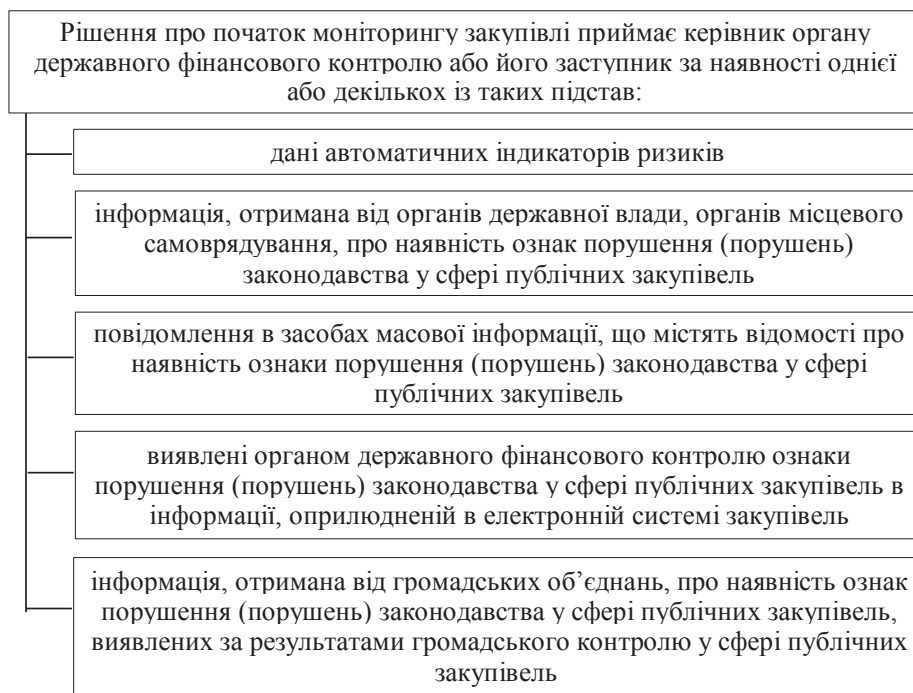 Рішення про початок моніторингу закупівлі приймає керівник органу
державного фінансового контролю або його заступник за наявності однієї
або декількох із таких підстав:
дані автоматичних індикаторів ризиків
інформація, отримана від органів державної влади, органів місцевого
самоврядування, про наявність ознак порушення (порушень)
законодавства у сфері публічних закупівель
повідомлення в засобах масової інформації, що містять відомості про
наявність ознаки порушення (порушень) законодавства у сфері
публічних закупівель
виявлені органом державного фінансового контролю ознаки
порушення (порушень) законодавства у сфері публічних закупівель в
інформації, оприлюдненій в електронній системі закупівель
інформація, отримана від громадських об’єднань, про наявність ознак
порушення (порушень) законодавства у сфері публічних закупівель,
виявлених за результатами громадського контролю у сфері публічних
закупівель